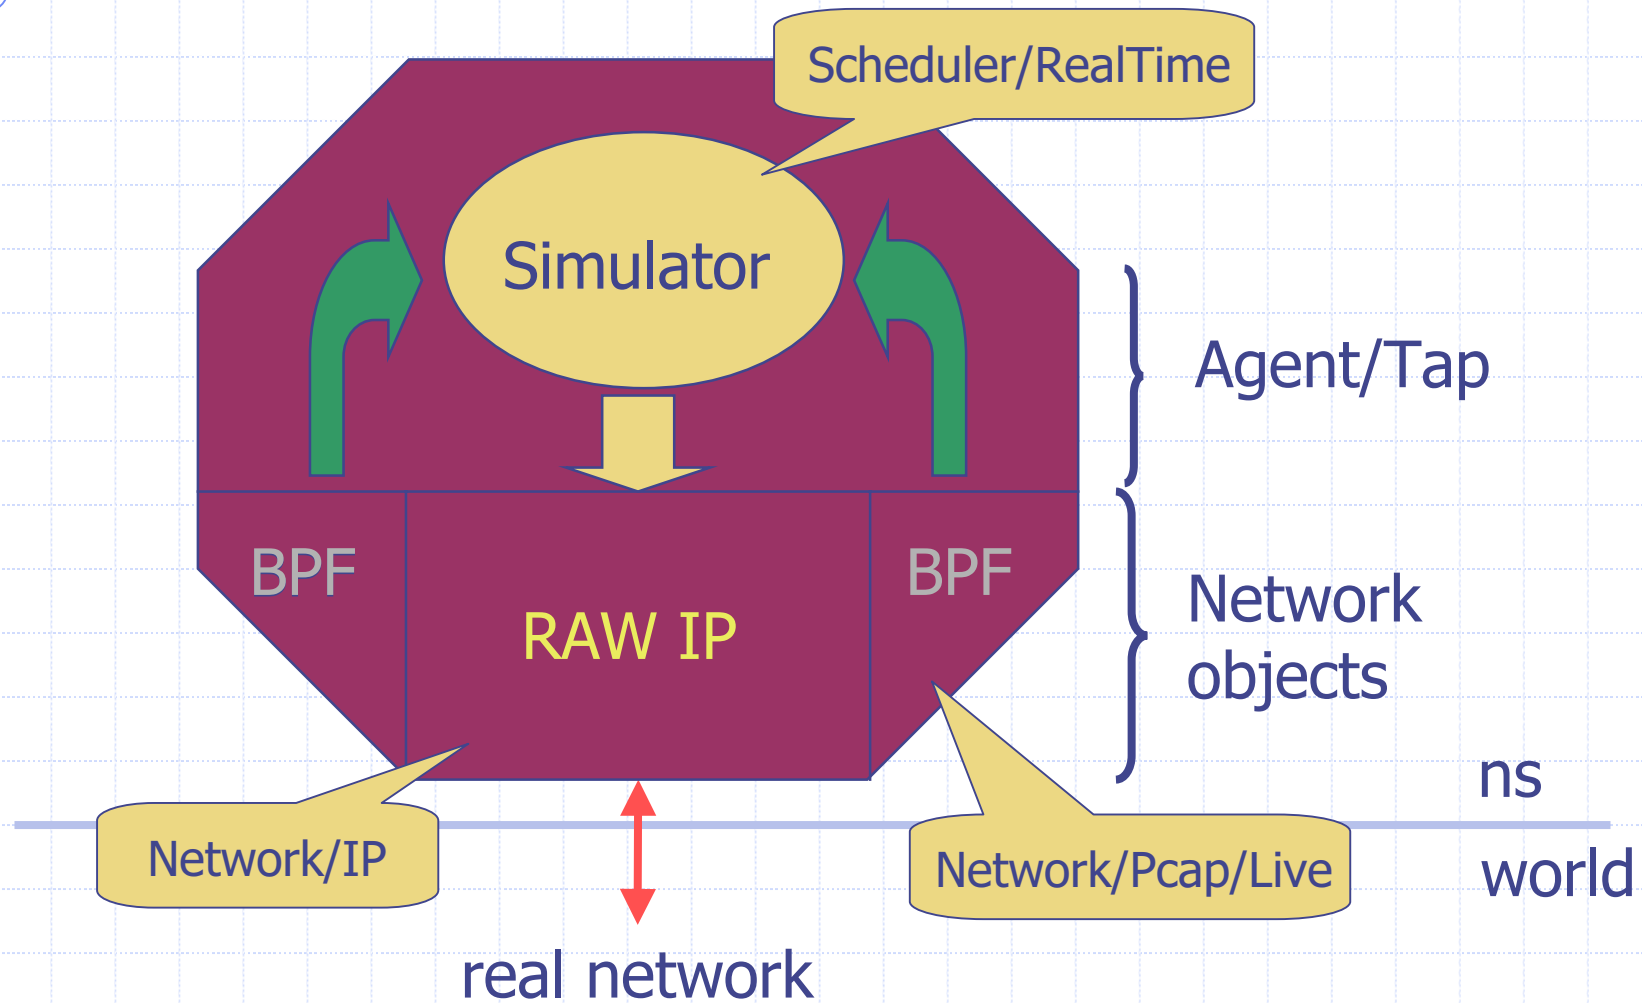 Scheduler/RealTime
Simulator
Agent/Tap
BPF
BPF
RAW IP
Network
objects
ns
Network/IP
Network/Pcap/Live
world
real network